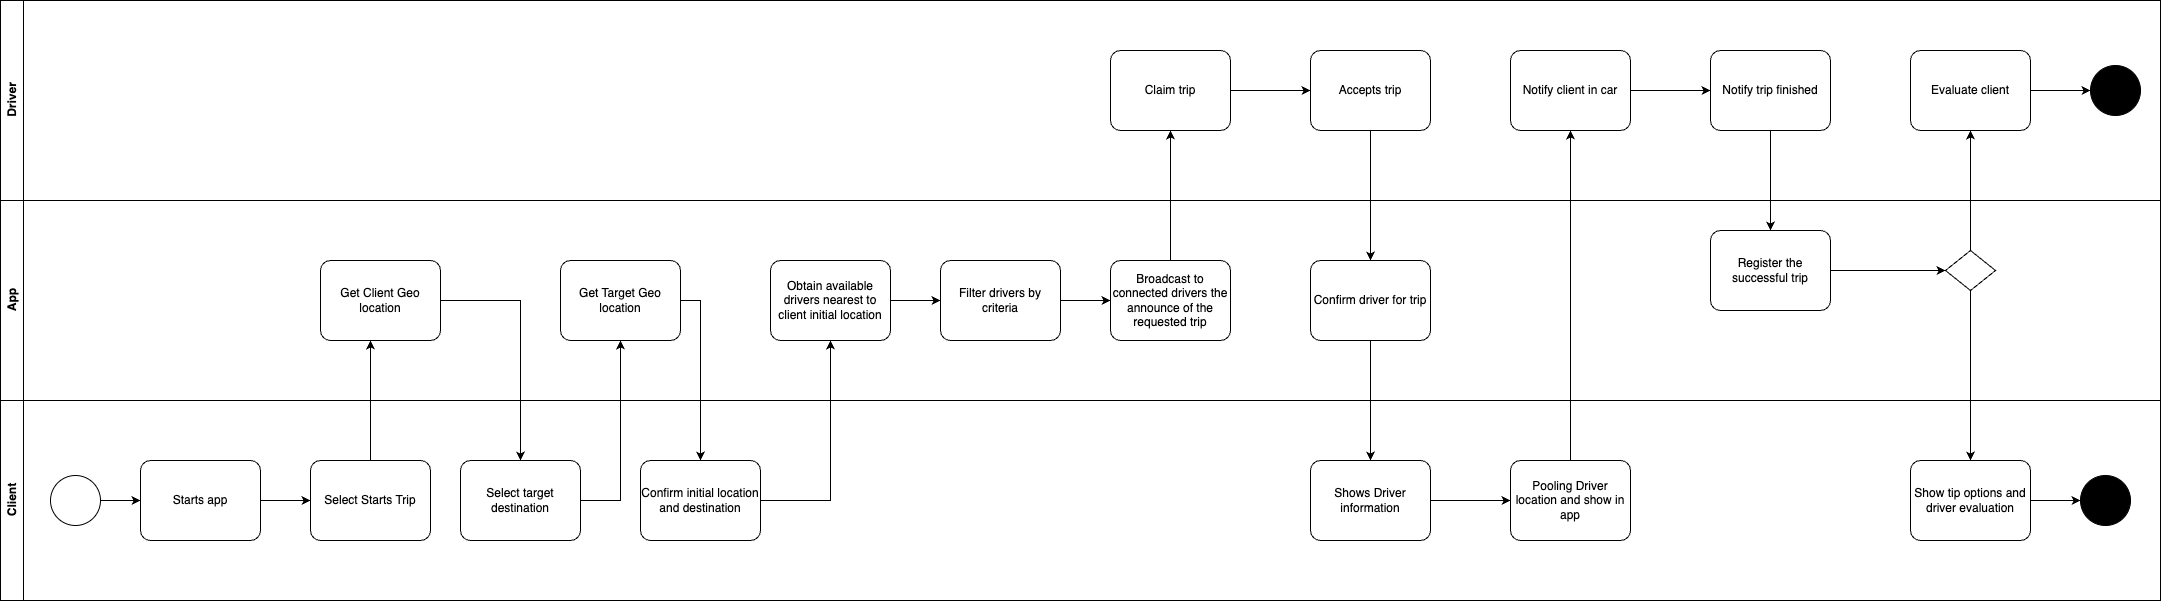 Driver
Claim trip
Accepts trip
Notify client in car
Notify trip finished
Evaluate client
App
Get Client Geo
location
Get Target Geo
location
Obtain available
drivers nearest to
client initial location
Filter drivers by
criteria
Broadcast to
connected drivers the
announce of the
requested trip
Confirm driver for trip
Register the
successful trip
Client
Starts app
Select Starts Trip
Select target
destination
Confirm initial location
and destination
Shows Driver
information
Pooling Driver
location and show in
app
Show tip options and
driver evaluation